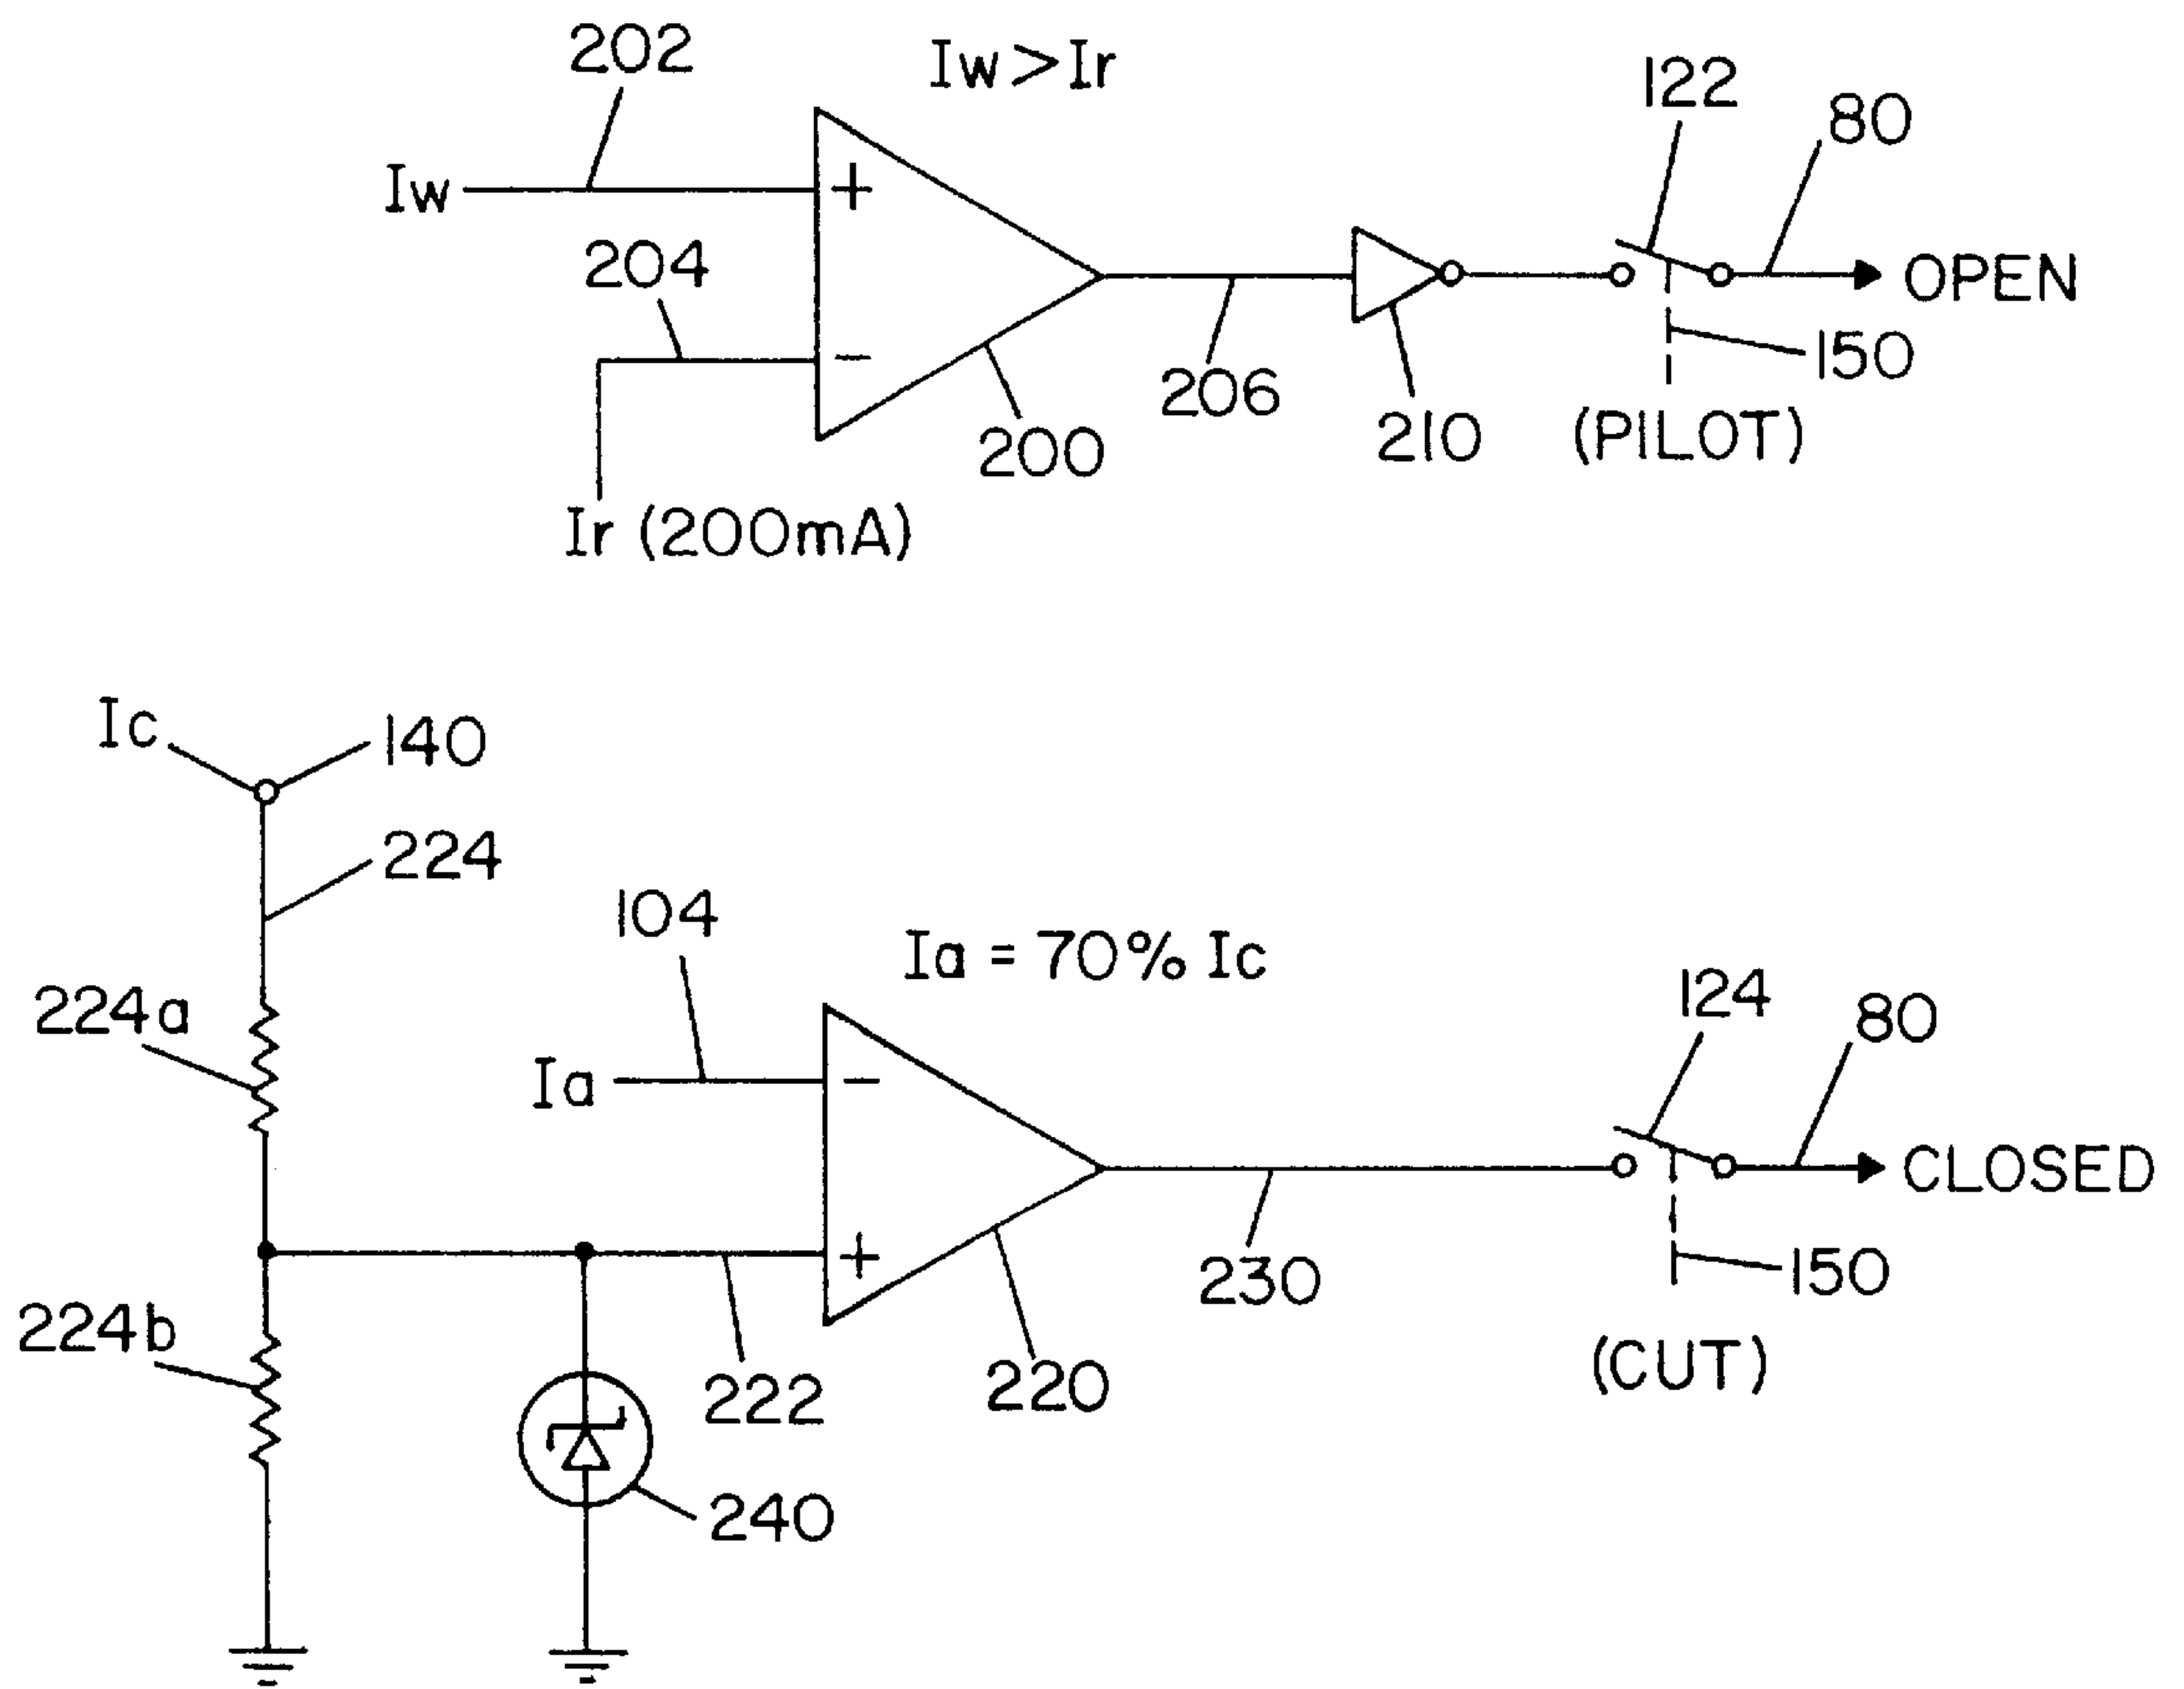 202
Iw>Ir
122
80
Iw
+
204
OPEN
-
150
206
200
210
(PILOT)
Ir (200mA)
Ic
140
224
104
Ia = 70% Ic
124
80
224a
Ia
-
CLOSED
+
230
150
224b
222
220
(CUT)
240